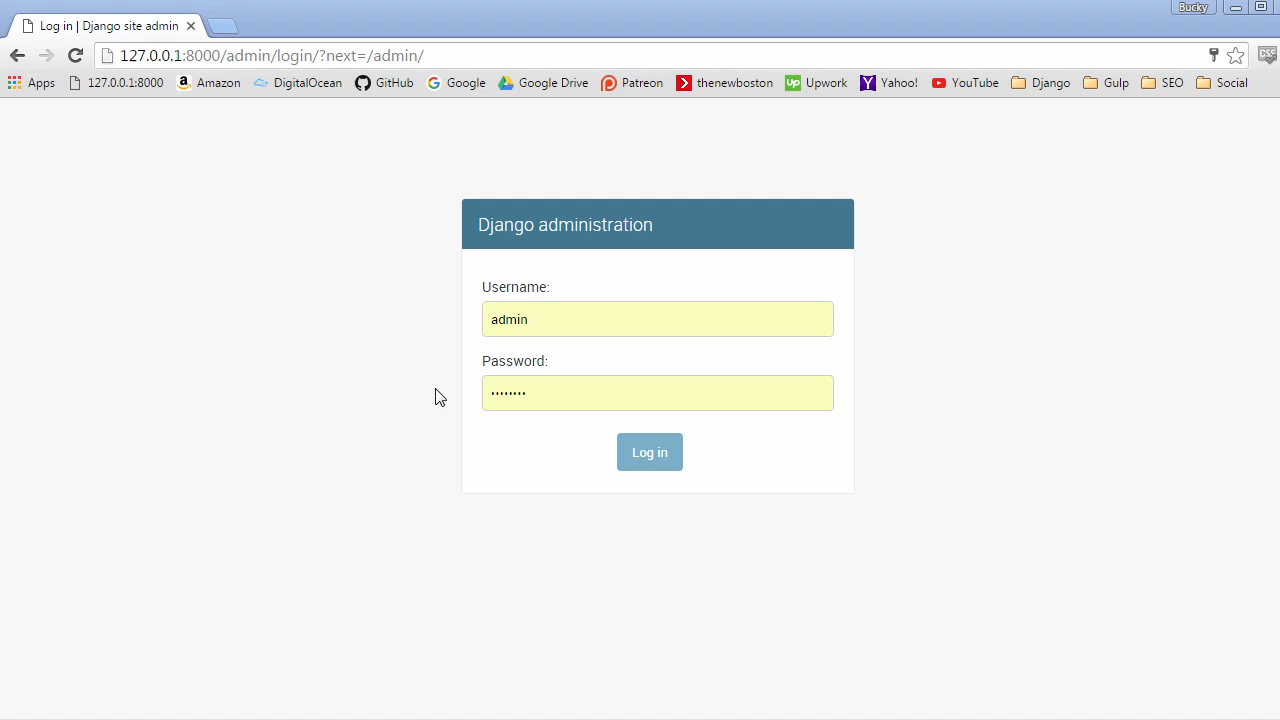 Bucky
Log in | Django site admin
127.0.0.1:8000/admin/login/?next=/admin/
CSS
Apps 127.0.0.1:8000 Amazon DigitalOcean GitHub Google Google Drive Patreon thenewboston Upwork Yahoo! YouTube Django Gulp SEO Social
Django administration
Username:
admin
Password:
••••••••
Log in